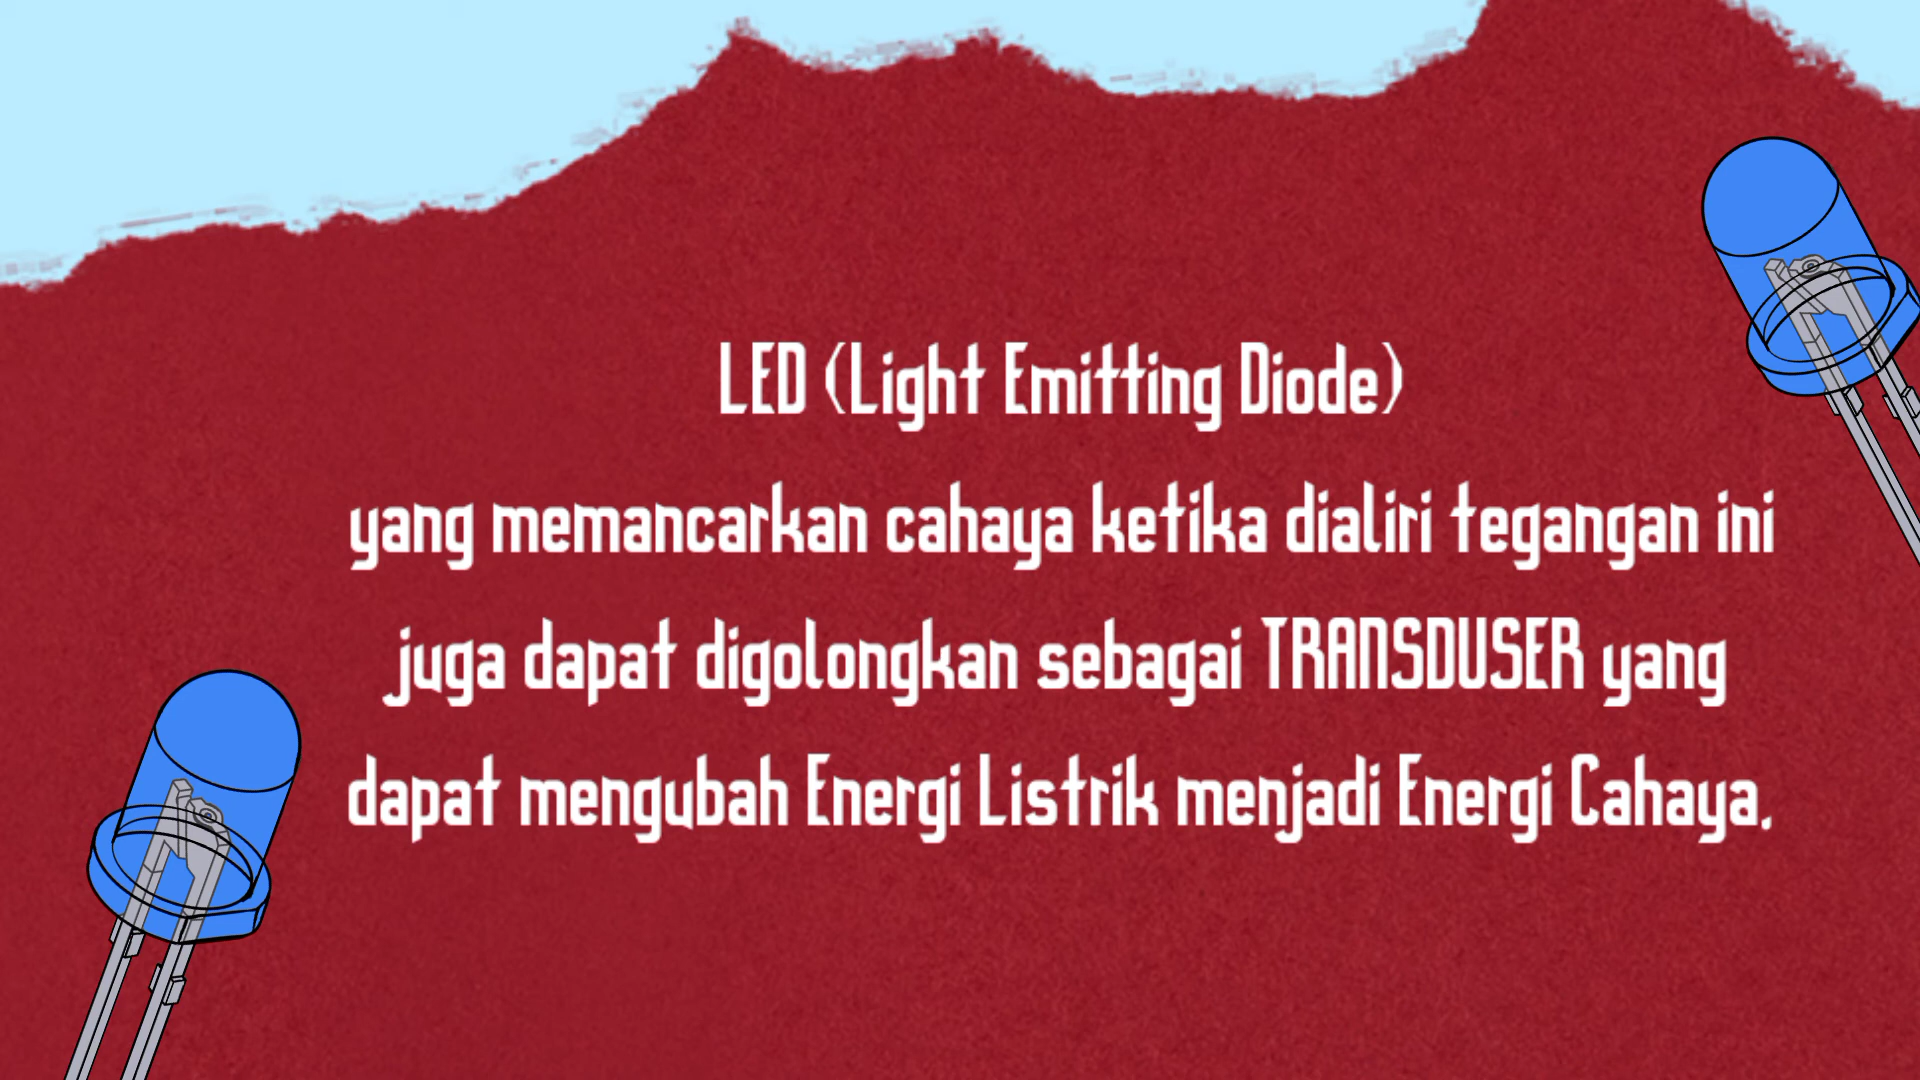 LED (Light Emitting Diode)
yang memancarkan cahaya ketika dialiri tegangan ini
juga dapat digolongkan sebagai TRANSDUSER yang
dapat mengubah Energi Listrik menjadi Energi Cahaya.